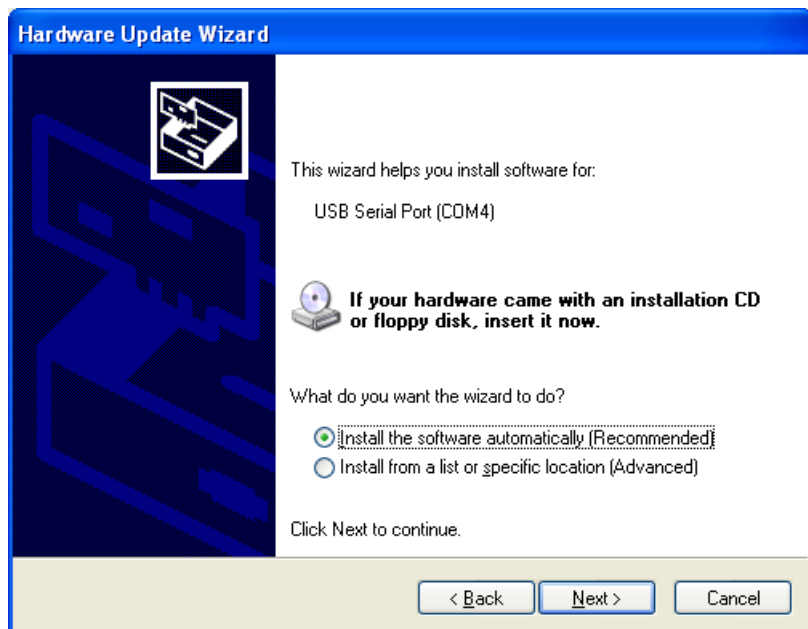 Hardware Update Wizard
This wizard helps you install software for:
USB Serial Port (COM4)
If your hardware came with an installation CD
or floppy disk, insert it now.
What do you want the wizard to do?
Install the software automatically (Recommended)
Install from a list or specific location (Advanced)
Click Next to continue.
< Back Next > Cancel